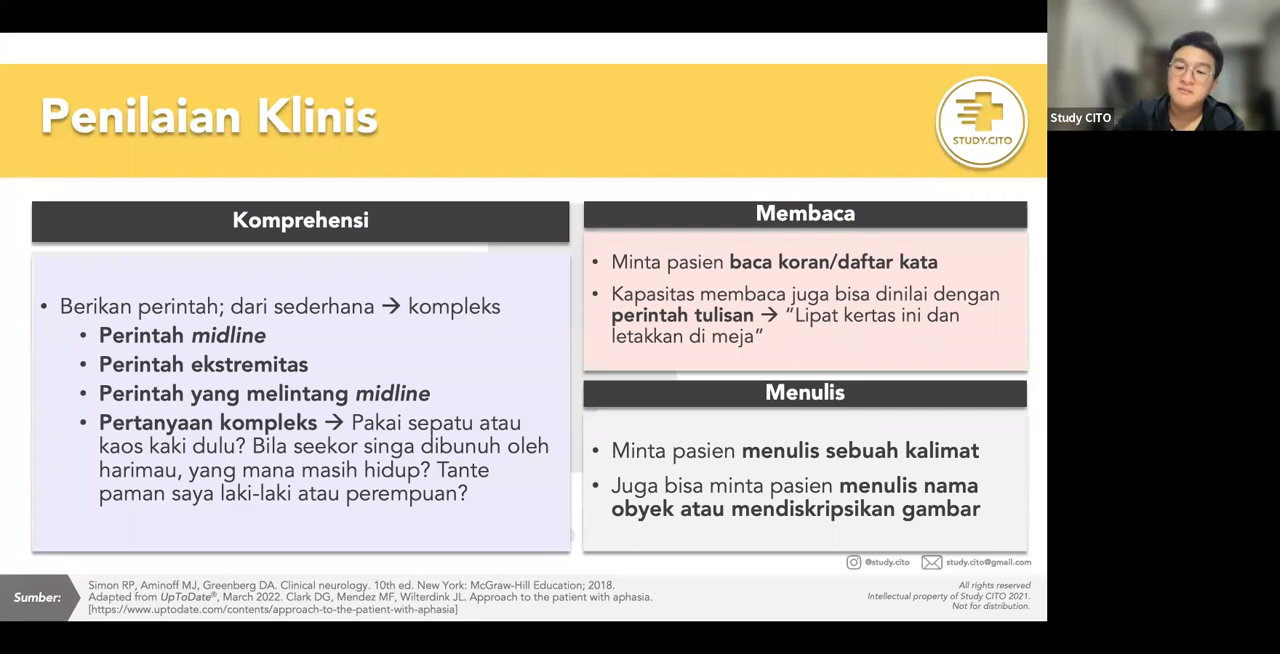 Penilaian Klinis
STUDY.CITO
Study CITO
Komprehensi
• Berikan perintah; dari sederhana → kompleks
• Perintah midline
• Perintah ekstremitas
• Perintah yang melintang midline
• Pertanyaan kompleks → Pakai sepatu atau
kaos kaki dulu? Bila seekor singa dibunuh oleh
harimau, yang mana masih hidup? Tante
paman saya laki-laki atau perempuan?
Membaca
• Minta pasien baca koran/daftar kata
• Kapasitas membaca juga bisa dinilai dengan
perintah tulisan → “Lipat kertas ini dan
letakkan di meja”
Menulis
• Minta pasien menulis sebuah kalimat
• Juga bisa minta pasien menulis nama
obyek atau mendiskripsikan gambar
@study.cito study.cito@gmail.com
Sumber:
Simon RP, Aminoff MJ, Greenberg DA. Clinical neurology. 10th ed. New York: McGraw-Hill Education; 2018.
Adapted from UpToDate®, March 2022. Clark DG, Mendez MF, Wilterdink JL. Approach to the patient with aphasia.
[https://www.uptodate.com/contents/approach-to-the-patient-with-aphasia]
All rights reserved
Intellectual property of Study CITO 2021.
Not for distribution.